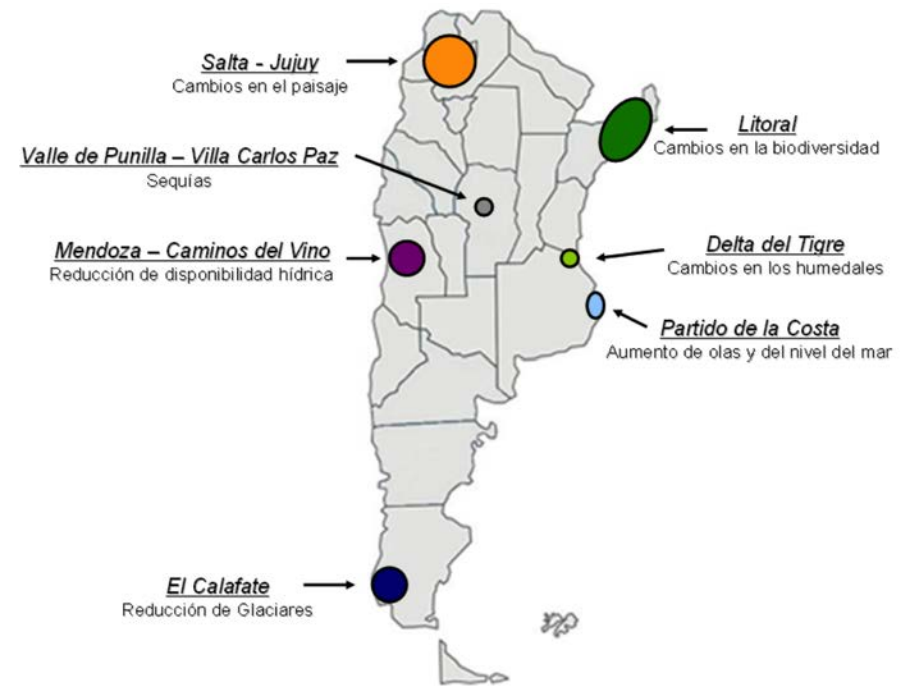 Salta - Jujuy
Cambios en el paisaje
Litoral
Cambios en la biodiversidad
Valle de Punilla – Villa Carlos Paz
Sequías
Mendoza – Caminos del Vino
Reducción de disponibilidad hídrica
Delta del Tigre
Cambios en los humedales
Partido de la Costa
Aumento de olas y del nivel del mar
El Calafate
Reducción de Glaciares